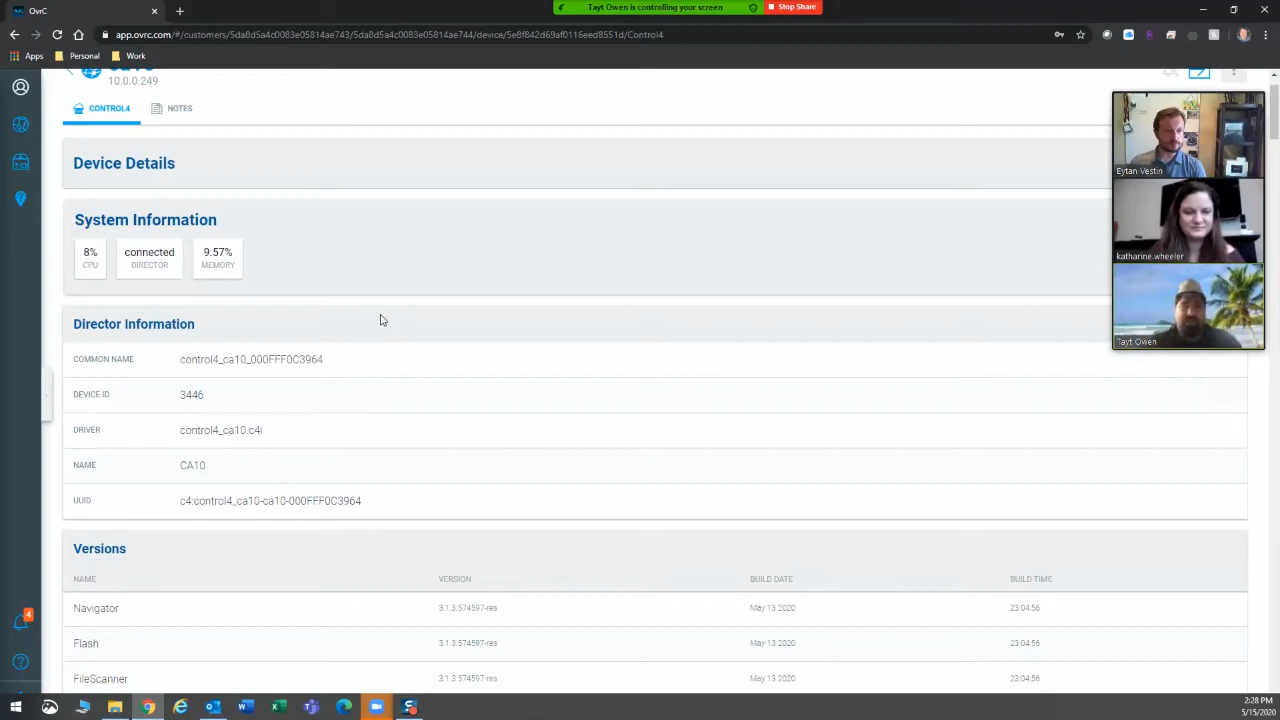 OvrC
Tayt Owen is controlling your screen
Stop Share
app.ovrc.com/#/customers/5da8d5a4c0083e05814ae743/5da8d5a4c0083e05814ae744/device/5e8f842d69af0116eed8551d/Control4
Apps
Personal
Work
10.0.0.249
CONTROL4
NOTES
Device Details
System Information
8%
CPU
connected
DIRECTOR
9.57%
MEMORY
Director Information
COMMON NAME control4_ca10_000FFF0C3964
DEVICE ID 3446
DRIVER control4_ca10.c4i
NAME CA10
UUID c4:control4_ca10-ca10-000FFF0C3964
Versions
NAME VERSION BUILD DATE BUILD TIME
Navigator 3.1.3.574597-res May 13 2020 23:04:56
Flash 3.1.3.574597-res May 13 2020 23:04:56
FileScanner 3.1.3.574597-res May 13 2020 23:04:56
Eytan Vestin
katharine.wheeler
Tayt Owen
4
2:28 PM
5/15/2020